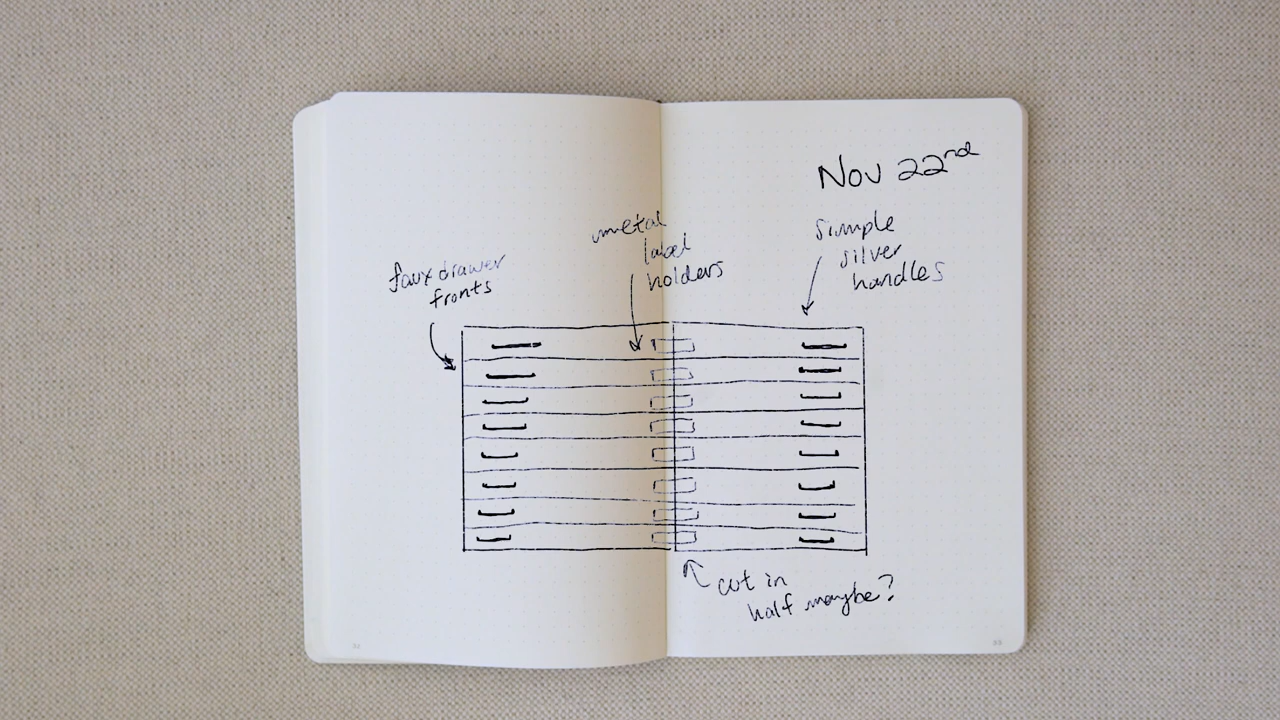 Nov 22nd
faux drawer
fronts
metal
label
holders
simple
silver
handles
cut in
half maybe?